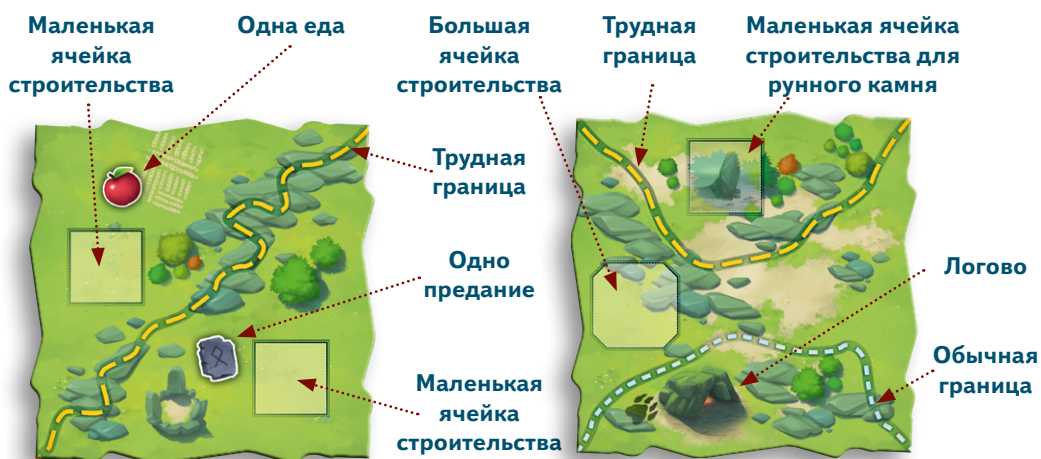 Маленькая
ячейка
строительства
Одна еда
Большая
ячейка
строительства
Трудная
граница
Маленькая ячейка
строительства для
рунного камня
Трудная
граница
Одно
предание
Логово
Маленькая
ячейка
строительства
Обычная
граница